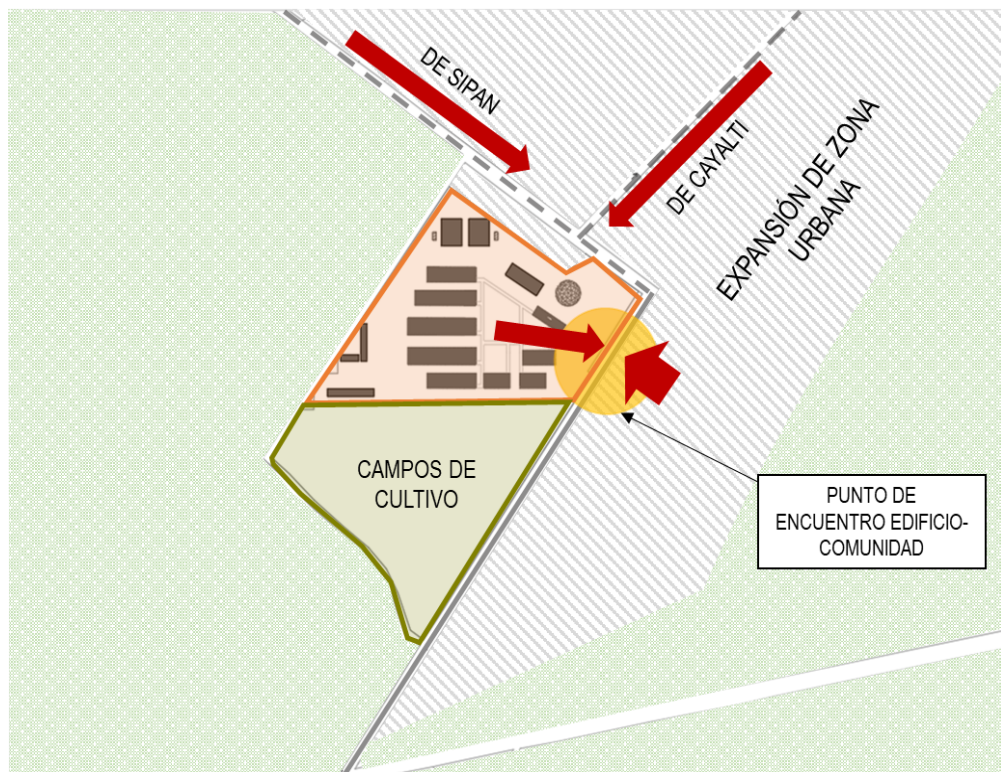 DE SIPAN
DE CAYALTI
EXPANSIÓN DE ZONA
URBANA
CAMPOS DE
CULTIVO
PUNTO DE
ENCUENTRO EDIFICIO-
COMUNIDAD